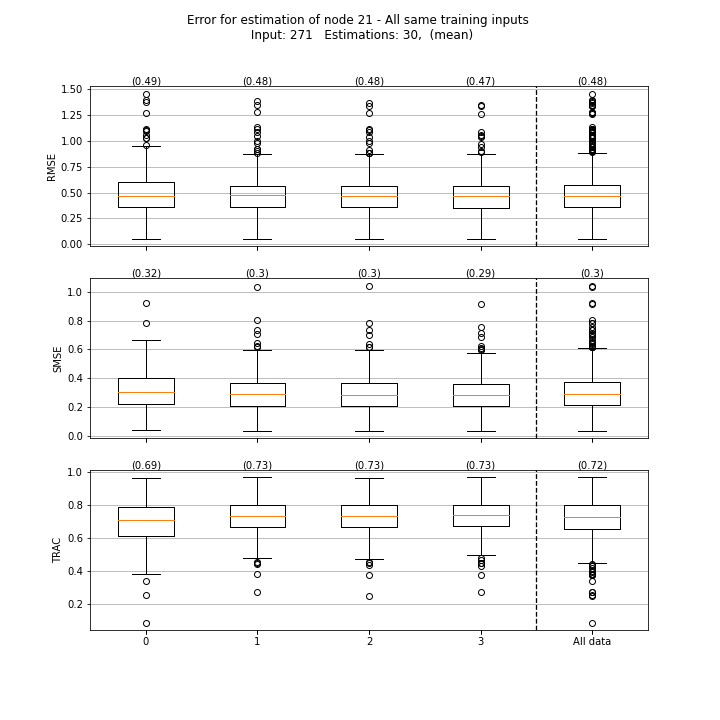 Error for estimation of node 21 - All same training inputs
Input: 271   Estimations: 30,  (mean)
(0.49) (0.48) (0.48) (0.47) (0.48)
1.50
1.25
1.00
0.75
0.50
0.25
0.00
RMSE
(0.32) (0.3) (0.3) (0.29) (0.3)
1.0
0.8
0.6
0.4
0.2
0.0
SMSE
(0.69) (0.73) (0.73) (0.73) (0.72)
1.0
0.8
0.6
0.4
0.2
TRAC
0 1 2 3 All data